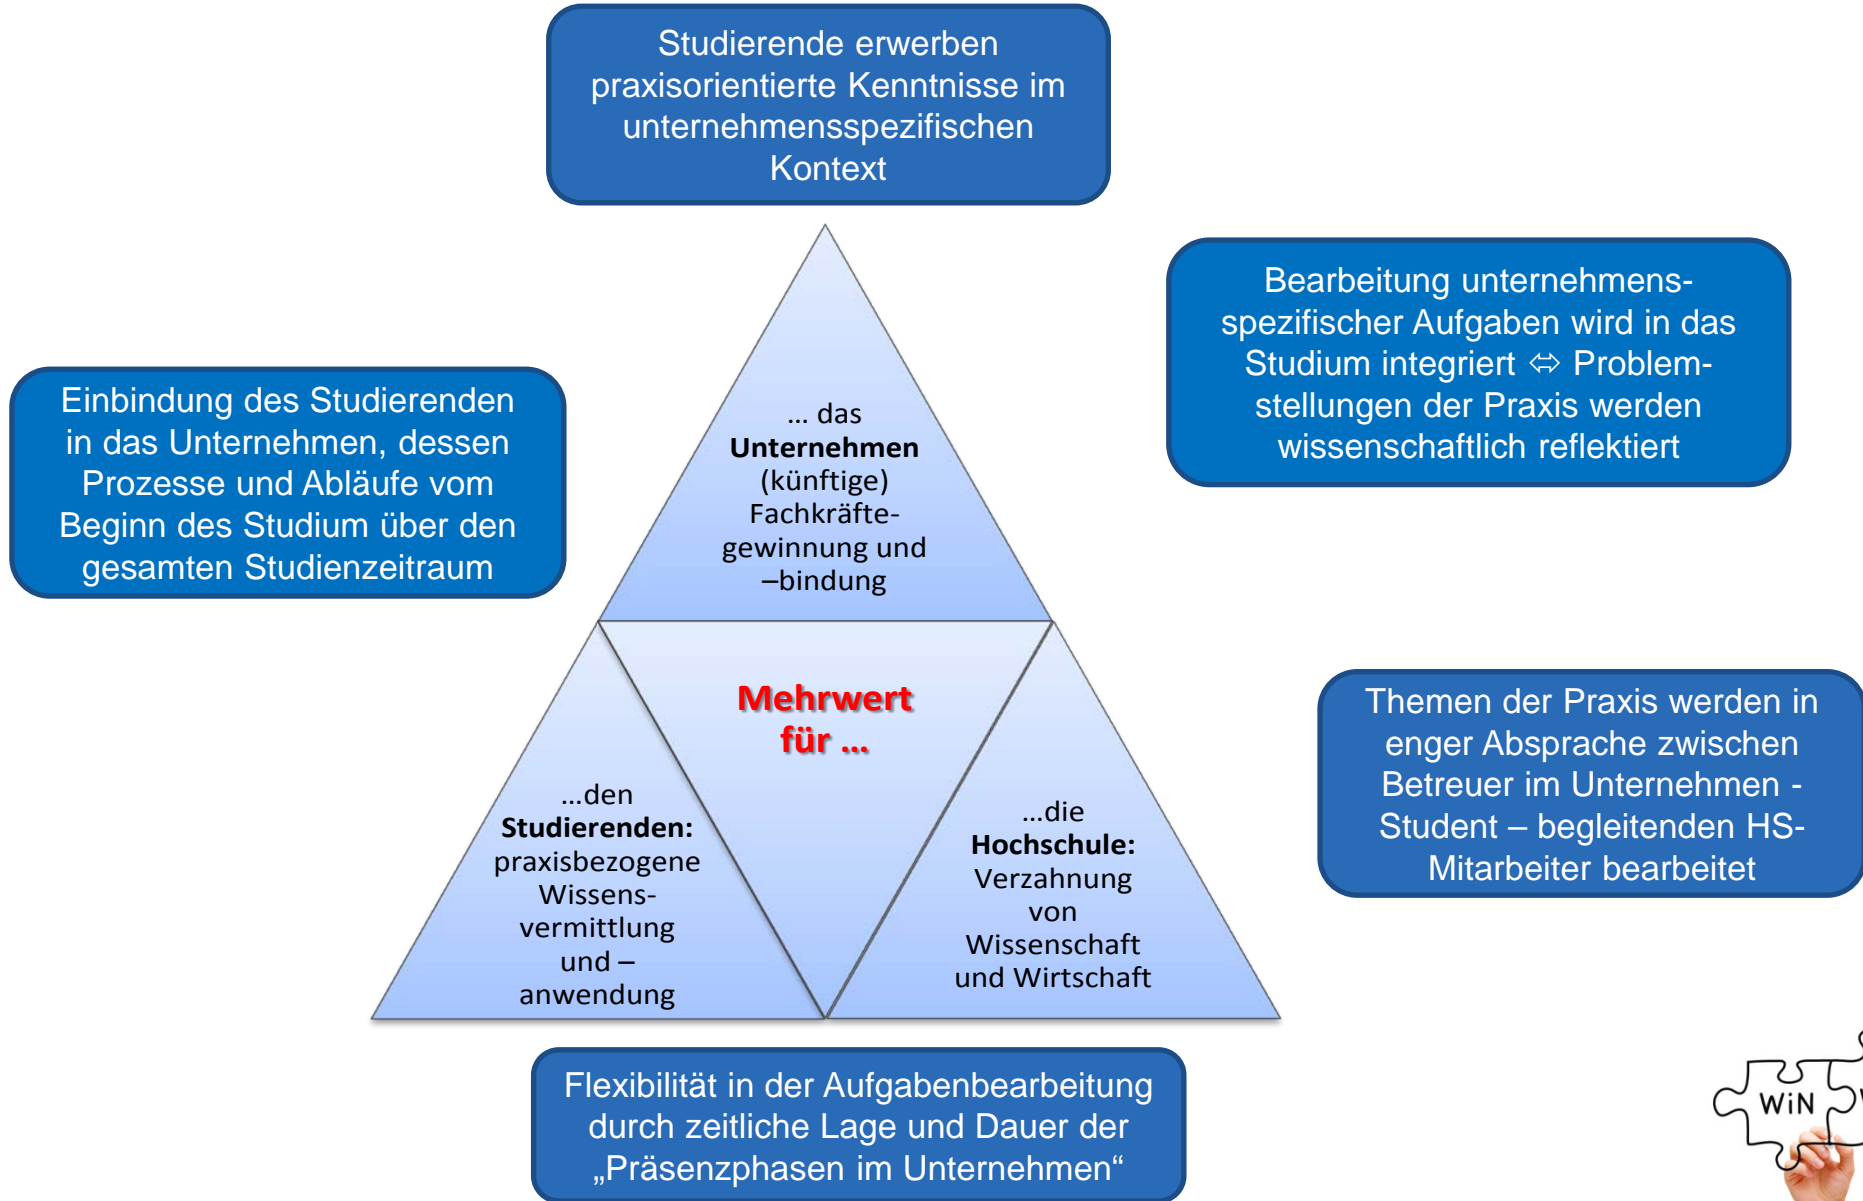 Studierende erwerben
praxisorientierte Kenntnisse im
unternehmensspezifischen
Kontext
Bearbeitung unternehmens-
spezifischer Aufgaben wird in das
Studium integriert ⇔ Problem-
stellungen der Praxis werden
wissenschaftlich reflektiert
Einbindung des Studierenden
in das Unternehmen, dessen
Prozesse und Abläufe vom
Beginn des Studium über den
gesamten Studienzeitraum
... das
Unternehmen
(künftige)
Fachkräfte-
gewinnung und
–bindung
Mehrwert
für ...
...den
Studierenden:
praxisbezogene
Wissens-
vermittlung
und –
anwendung
...die
Hochschule:
Verzahnung
von
Wissenschaft
und Wirtschaft
Themen der Praxis werden in
enger Absprache zwischen
Betreuer im Unternehmen -
Student – begleitenden HS-
Mitarbeiter bearbeitet
Flexibilität in der Aufgabenbearbeitung
durch zeitliche Lage und Dauer der
„Präsenzphasen im Unternehmen“
WiN